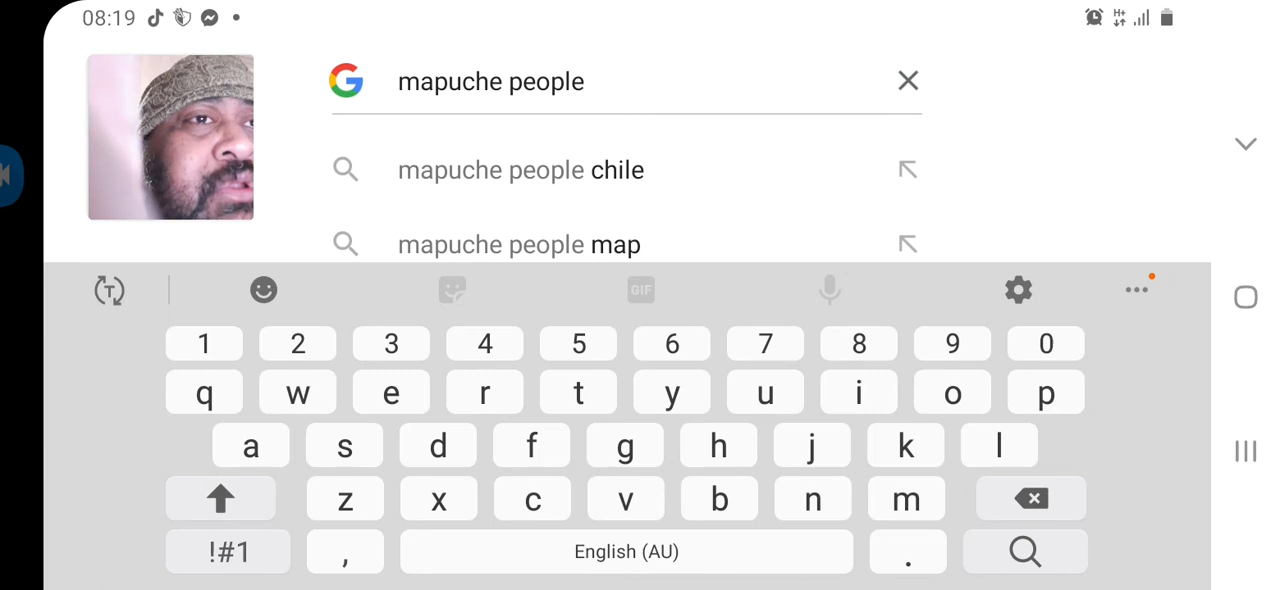 08:19
H+
mapuche people
mapuche people chile
mapuche people map
T
GIF
1 2 3 4 5 6 7 8 9 0
q w e r t y u i o p
a s d f g h j k l
z x c v b n m
!#1 , English (AU) .